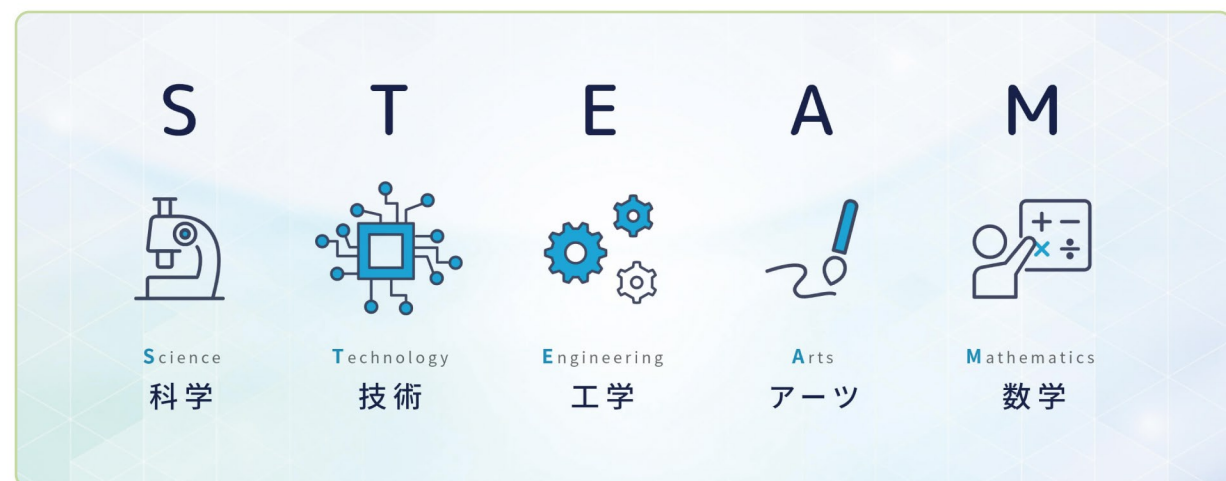 S T E A M
Science Technology Engineering Arts Mathematics
科学 技術 工学 アーツ 数学